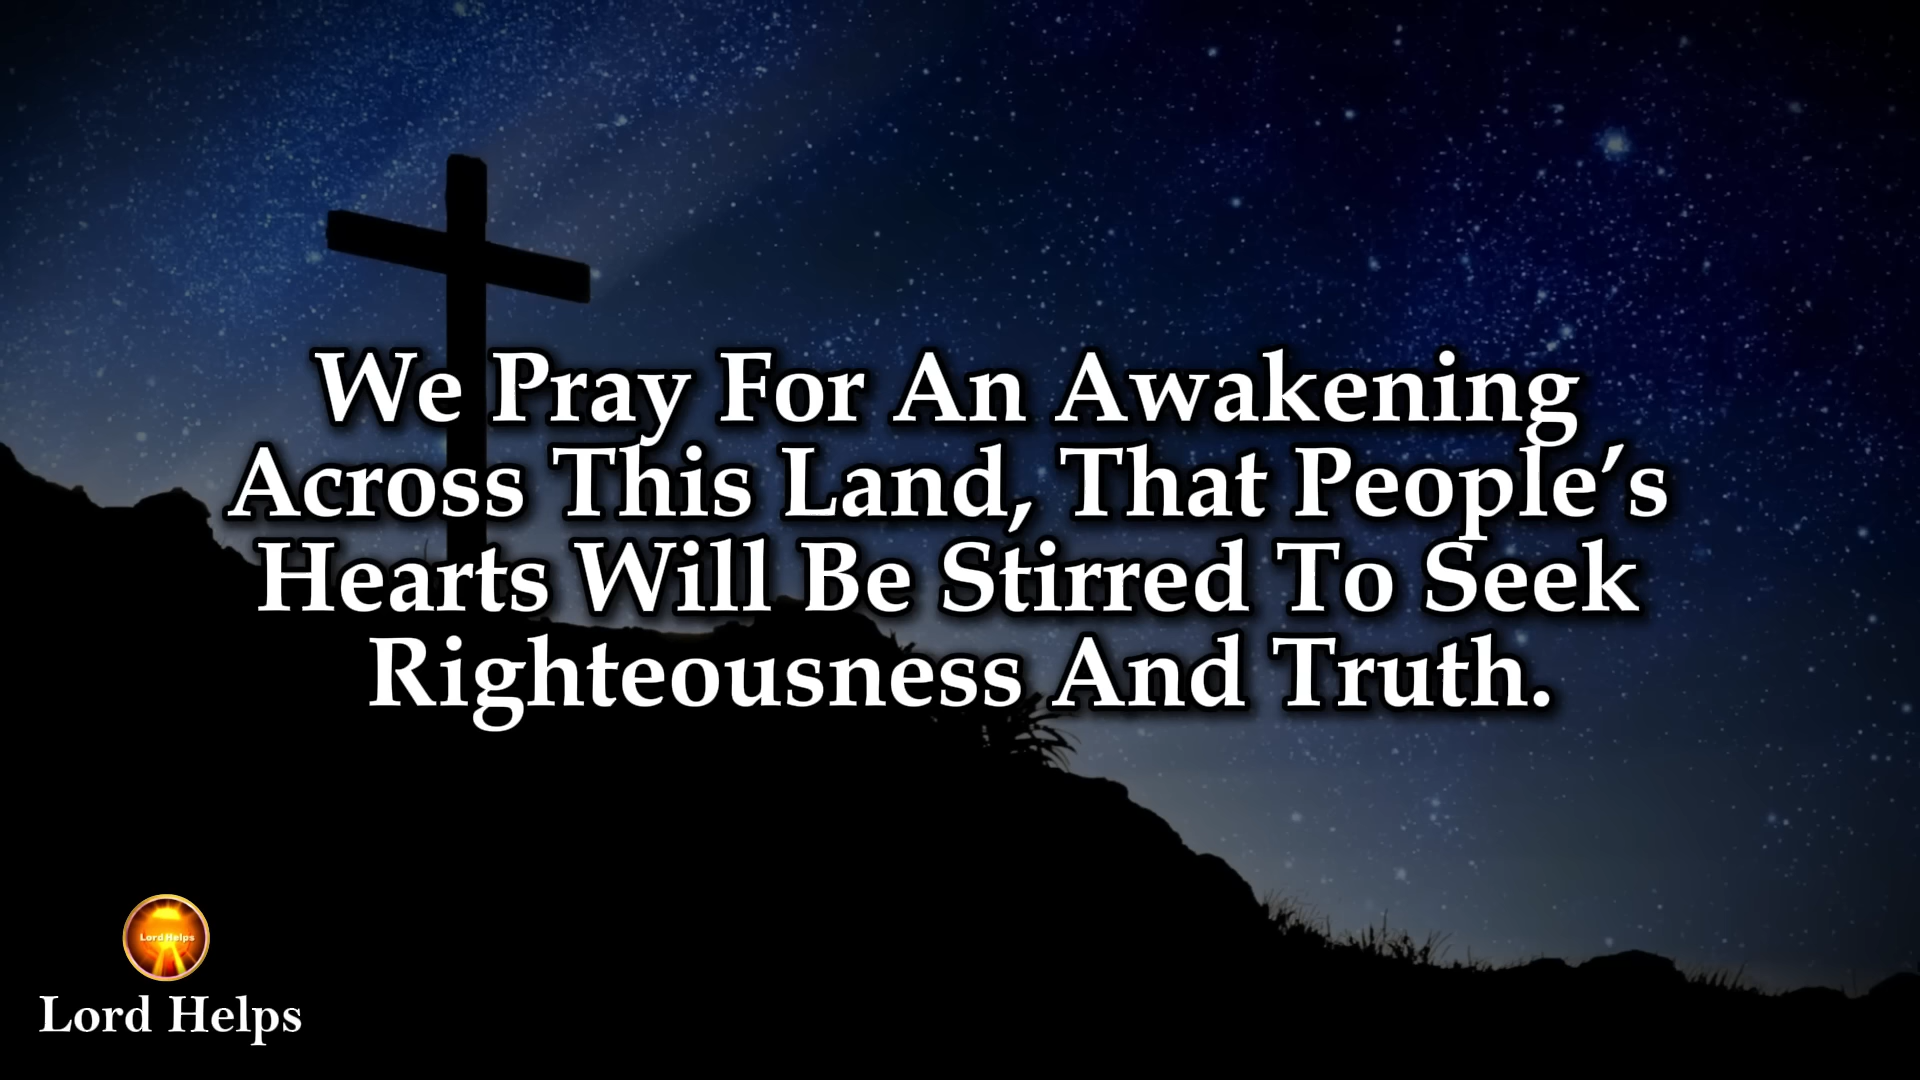 We Pray For An Awakening
Across This Land, That People’s
Hearts Will Be Stirred To Seek
Righteousness And Truth.
Lord Helps
Lord Helps